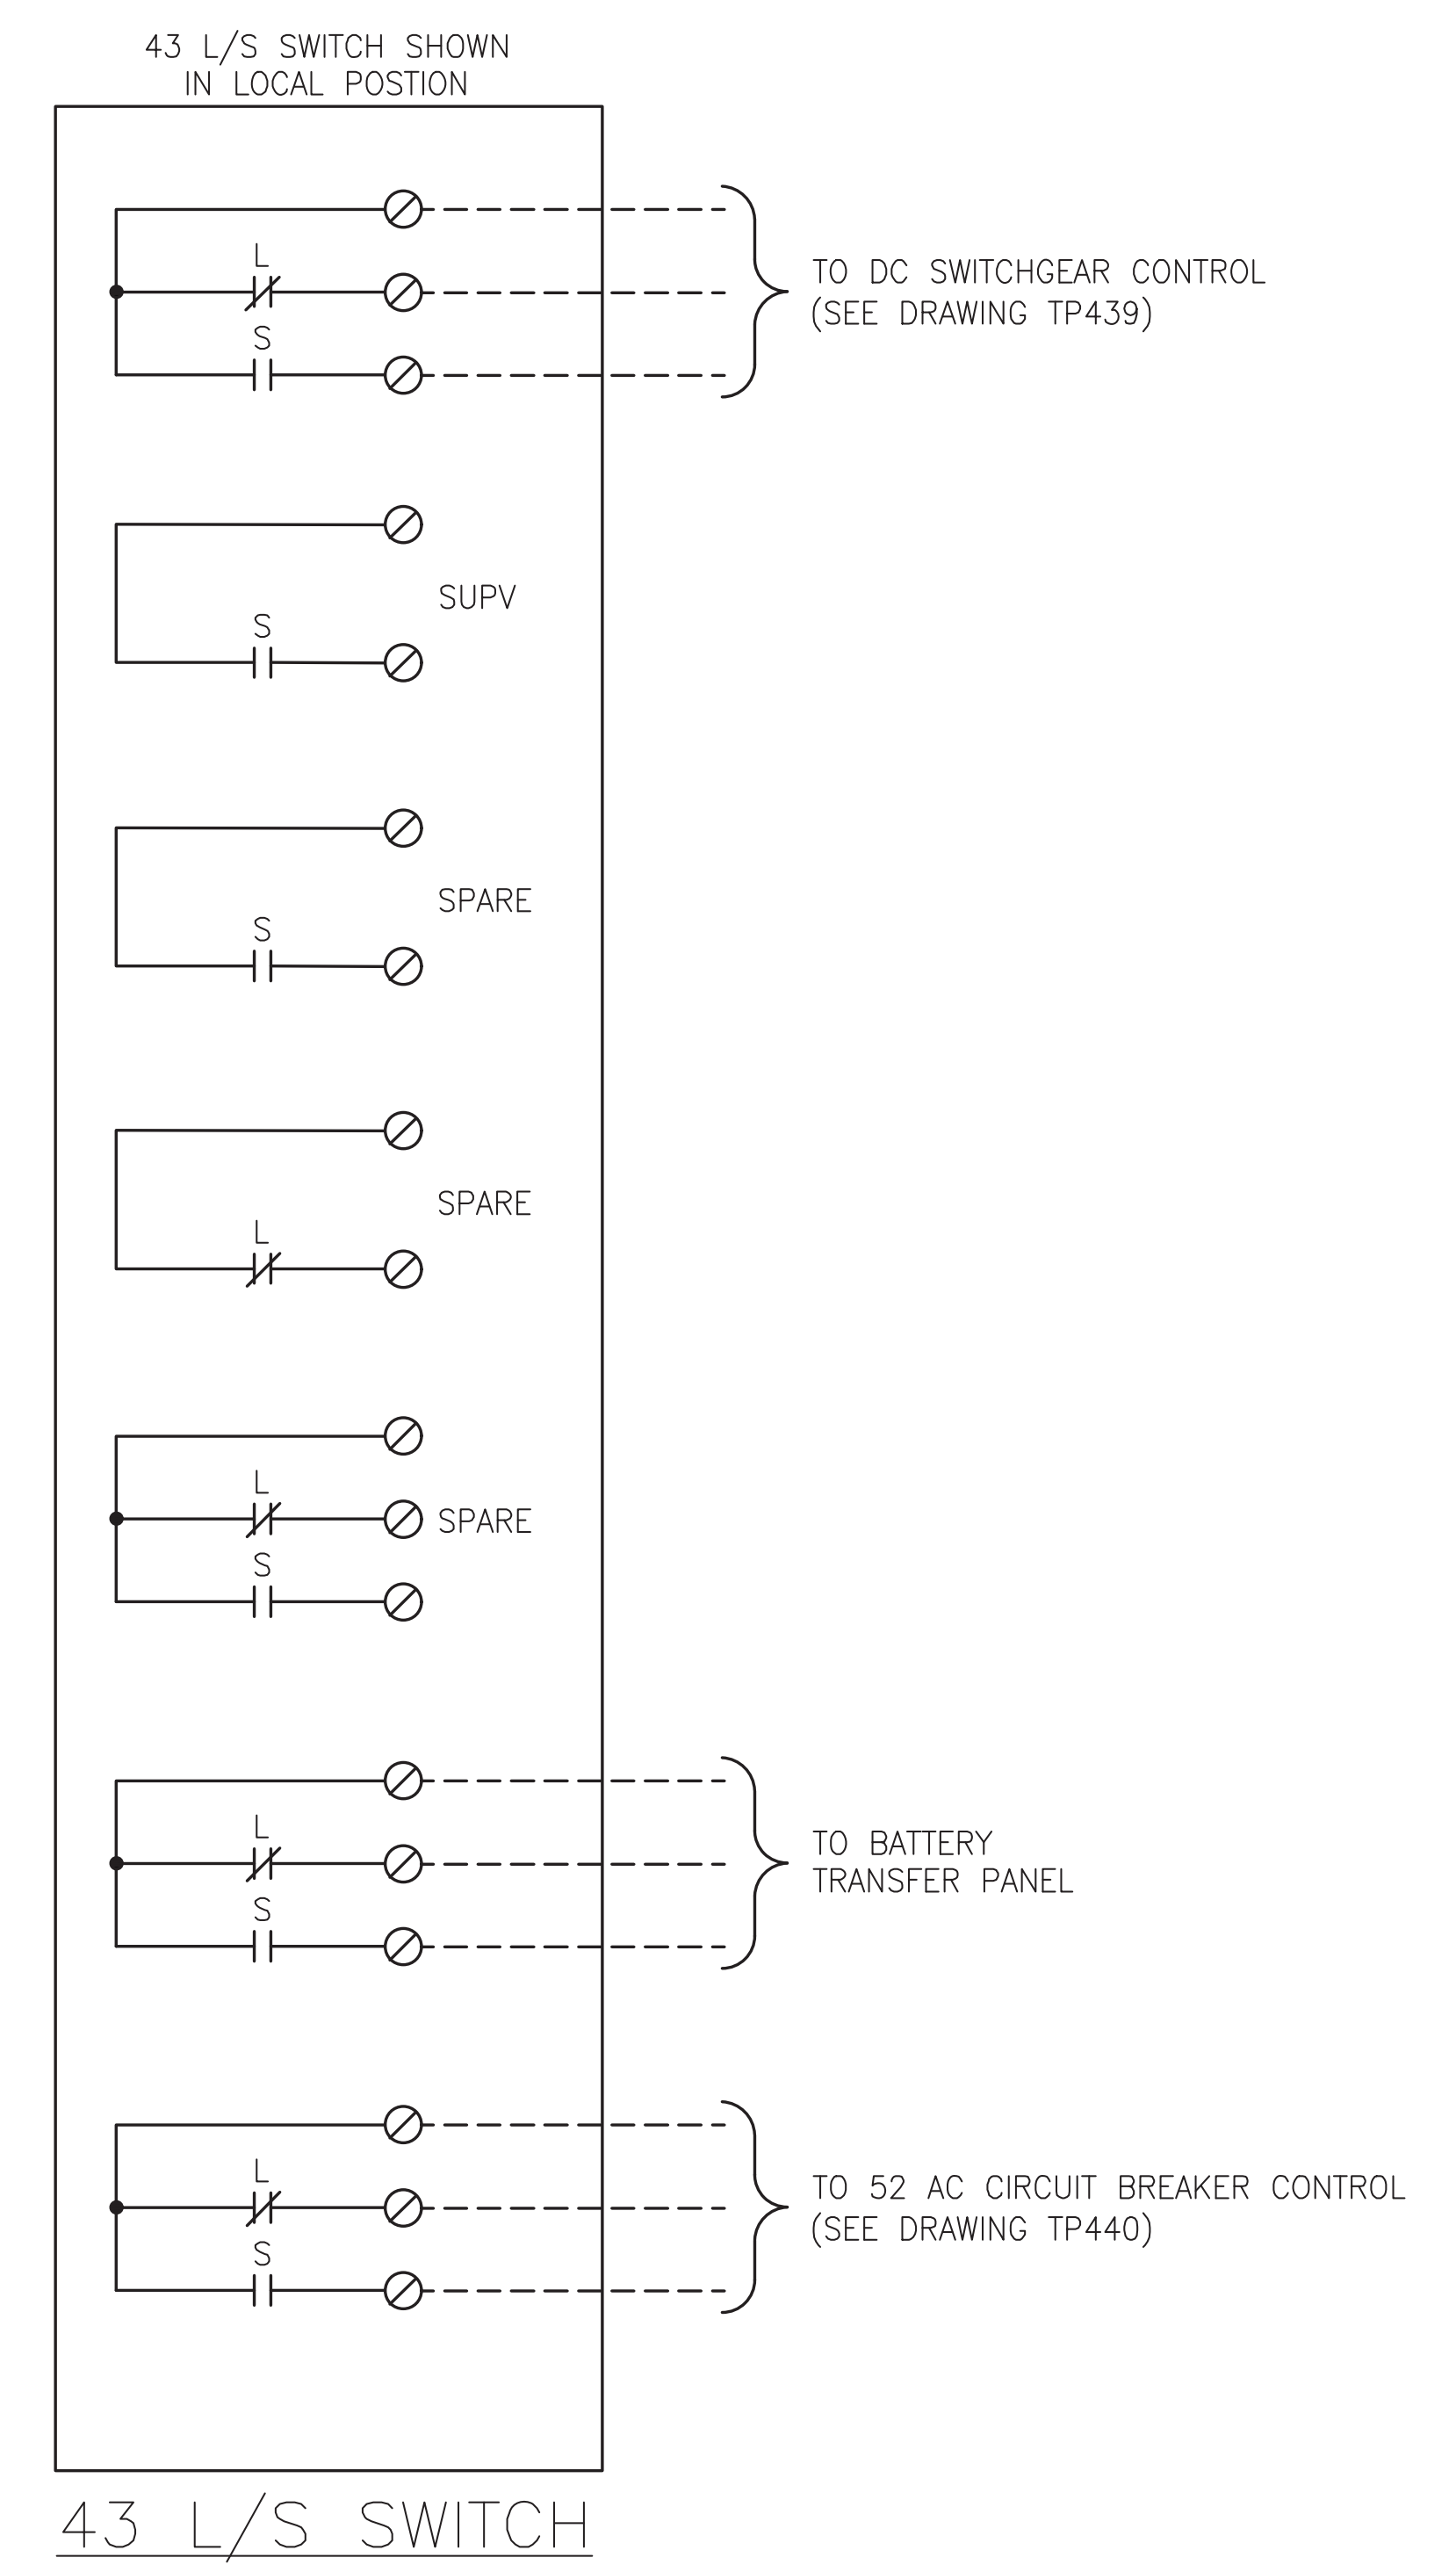 43 L/S SWITCH SHOWN
IN LOCAL POSTION
L
S
TO DC SWITCHGEAR CONTROL
(SEE DRAWING TP439)
SUPV
S
SPARE
S
SPARE
L
L
SPARE
S
L
S
TO BATTERY
TRANSFER PANEL
L
S
TO 52 AC CIRCUIT BREAKER CONTROL
(SEE DRAWING TP440)
43 L/S SWITCH